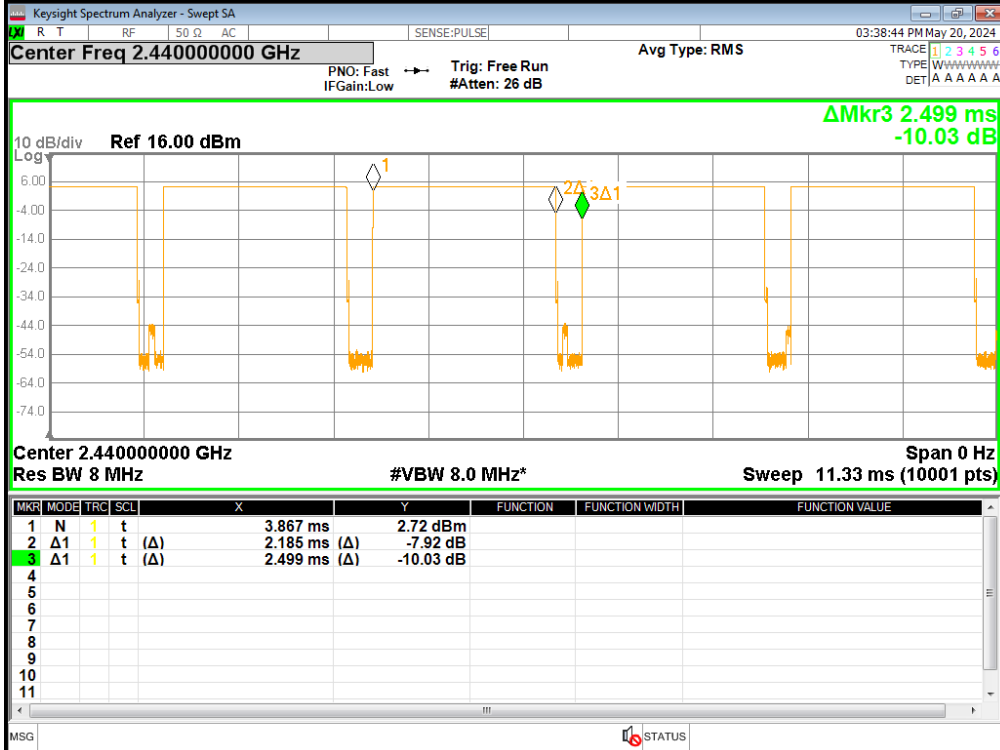 Keysight Spectrum Analyzer - Swept SA
LXI R T RF 50 Ω AC SENSE:PULSE 03:38:44 PM May 20, 2024
Center Freq 2.440000000 GHz
PNO: Fast
IFGain:Low
Trig: Free Run
#Atten: 26 dB
Avg Type: RMS
TRACE 1 2 3 4 5 6
TYPE WWWWWW
DET A A A A A A
ΔMkr3 2.499 ms
-10.03 dB
10 dB/div Ref 16.00 dBm
Log
1
2Δ 3Δ1
6.00
-4.00
-14.0
-24.0
-34.0
-44.0
-54.0
-64.0
-74.0
Center 2.440000000 GHz Span 0 Hz
Res BW 8 MHz #VBW 8.0 MHz* Sweep 11.33 ms (10001 pts)
MKR MODE TRC SCL X Y FUNCTION FUNCTION WIDTH FUNCTION VALUE
1 N 1 t 3.867 ms 2.72 dBm
2 Δ1 1 t (Δ) 2.185 ms (Δ) -7.92 dB
3 Δ1 1 t (Δ) 2.499 ms (Δ) -10.03 dB
4
5
6
7
8
9
10
11
MSG STATUS